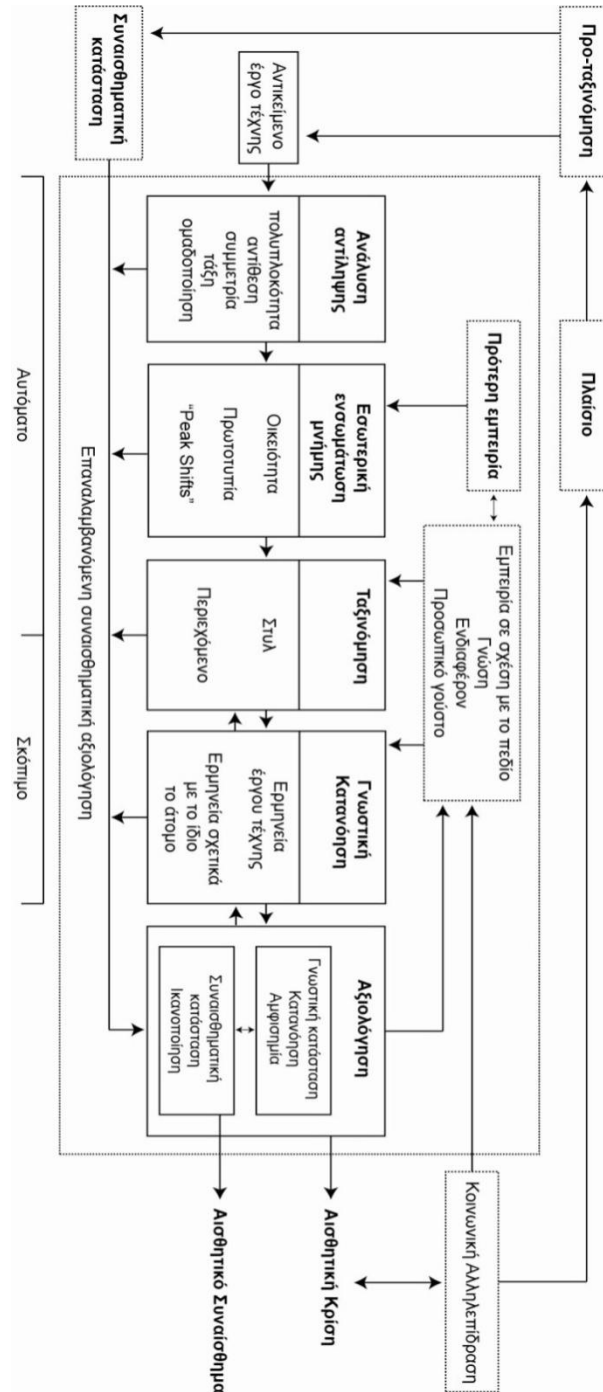 Προ-ταξινόμηση
Πλαίσιο
Κοινωνική Αλληλεπίδραση
Πρότερη εμπειρία
Εμπειρία σε σχέση με το πεδίο
Γνώση
Ενδιαφέρον
Προσωπικό γούστο
Αντικείμενο
έργο τέχνης
Συναισθηματική
κατάσταση
Ανάλυση
αντίληψης
πολυπλοκότητα
αντίθεση
συμμετρία
τάξη
ομαδοποίηση
Εσωτερική
ενσωμάτωση
μνήμης
Οικειότητα
Πρωτοτυπία
“Peak Shifts”
Ταξινόμηση
Στυλ
Περιεχόμενο
Γνωστική
Κατανόηση
Ερμηνεία
έργου τέχνης
Ερμηνεία σχετικά
με το ίδιο
το άτομο
Αξιολόγηση
Γνωστική κατάσταση
Κατανόηση
Αμφισημία
Συναισθηματική
κατάσταση
Ικανοποίηση
Αισθητική Κρίση
Αισθητικό Συναίσθημα
Επαναλαμβανόμενη συναισθηματική αξιολόγηση
Αυτόματο
Σκόπιμο